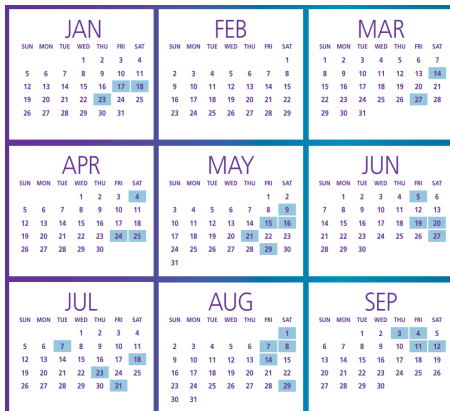 JAN
SUN MON TUE WED THU FRI SAT
1 2 3 4
5 6 7 8 9 10 11
12 13 14 15 16 17 18
19 20 21 22 23 24 25
26 27 28 29 30 31
FEB
SUN MON TUE WED THU FRI SAT
1
2 3 4 5 6 7 8
9 10 11 12 13 14 15
16 17 18 19 20 21 22
23 24 25 26 27 28 29
MAR
SUN MON TUE WED THU FRI SAT
1 2 3 4 5 6 7
8 9 10 11 12 13 14
15 16 17 18 19 20 21
22 23 24 25 26 27 28
29 30 31
APR
SUN MON TUE WED THU FRI SAT
1 2 3 4
5 6 7 8 9 10 11
12 13 14 15 16 17 18
19 20 21 22 23 24 25
26 27 28 29 30
MAY
SUN MON TUE WED THU FRI SAT
1 2
3 4 5 6 7 8 9
10 11 12 13 14 15 16
17 18 19 20 21 22 23
24 25 26 27 28 29 30
31
JUN
SUN MON TUE WED THU FRI SAT
1 2 3 4 5 6
7 8 9 10 11 12 13
14 15 16 17 18 19 20
21 22 23 24 25 26 27
28 29 30
JUL
SUN MON TUE WED THU FRI SAT
1 2 3 4
5 6 7 8 9 10 11
12 13 14 15 16 17 18
19 20 21 22 23 24 25
26 27 28 29 30 31
AUG
SUN MON TUE WED THU FRI SAT
1
2 3 4 5 6 7 8
9 10 11 12 13 14 15
16 17 18 19 20 21 22
23 24 25 26 27 28 29
30 31
SEP
SUN MON TUE WED THU FRI SAT
1 2 3 4 5
6 7 8 9 10 11 12
13 14 15 16 17 18 19
20 21 22 23 24 25 26
27 28 29 30